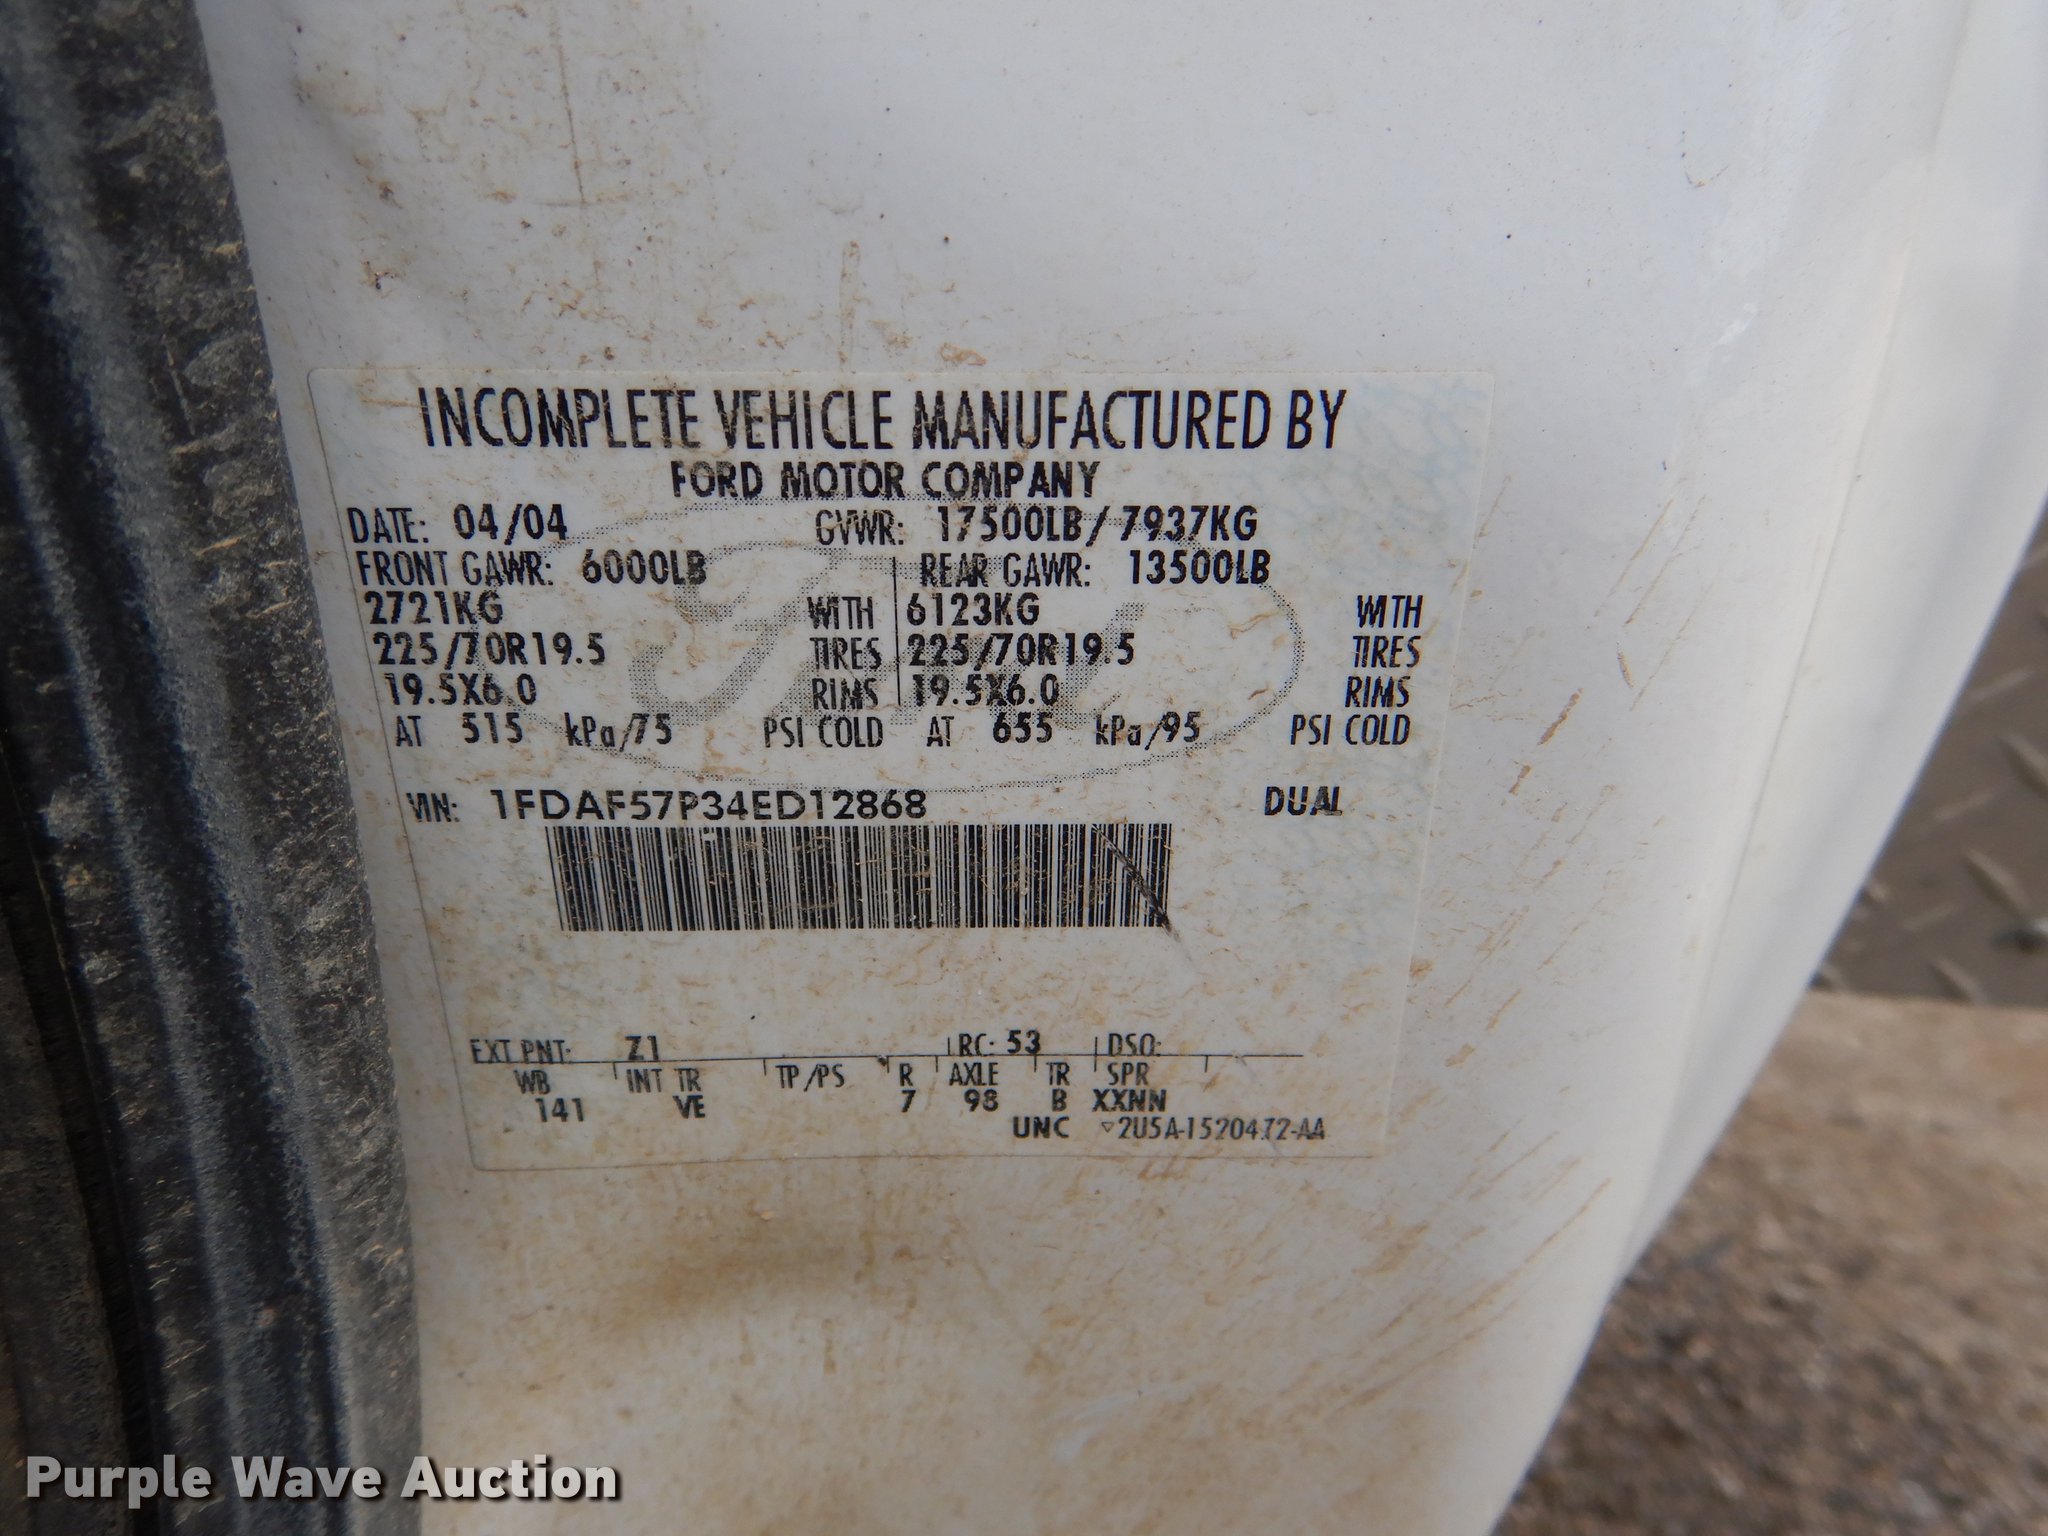 INCOMPLETE VEHICLE MANUFACTURED BY
FORD MOTOR COMPANY
DATE: 04/04 GVWR: 17500LB/7937KG
FRONT GAWR: 6000LB REAR GAWR: 13500LB
2721KG WITH 6123KG WITH
225/70R19.5 TIRES 225/70R19.5 TIRES
19.5X6.0 RIMS 19.5X6.0 RIMS
AT 515 kPa/75 PSI COLD AT 655 kPa/95 PSI COLD
VIN: 1FDAF57P34ED12868 DUAL
EXT PNT: Z1 RC: 53 DSO:
WB INT TR TP/PS R AXLE TR SPR
141 VE 7 98 B XXNN
UNC ▽2U5A-1520472-AA
Purple Wave Auction